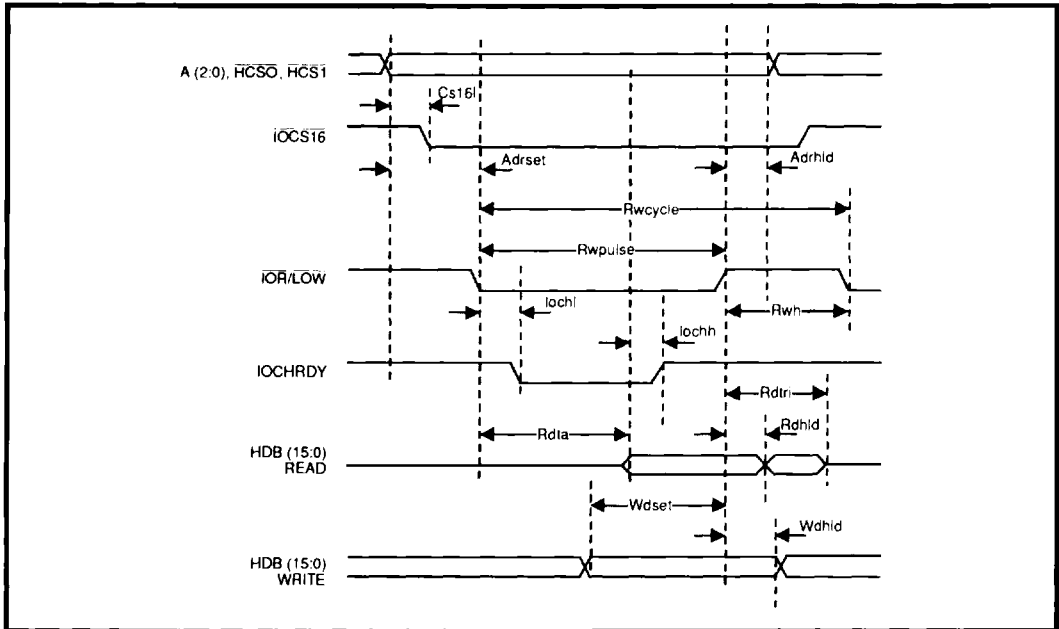 A (2:0), HCSO, HCS1
Cs16l
IOCS16
Adrset
Adrhld
Rwcycle
Rwpulse
IOR/LOW
Iochl
Rwh
Iochh
IOCHRDY
Rdtri
Rdta
Rdhld
HDB (15:0)
READ
Wdset
Wdhld
HDB (15:0)
WRITE